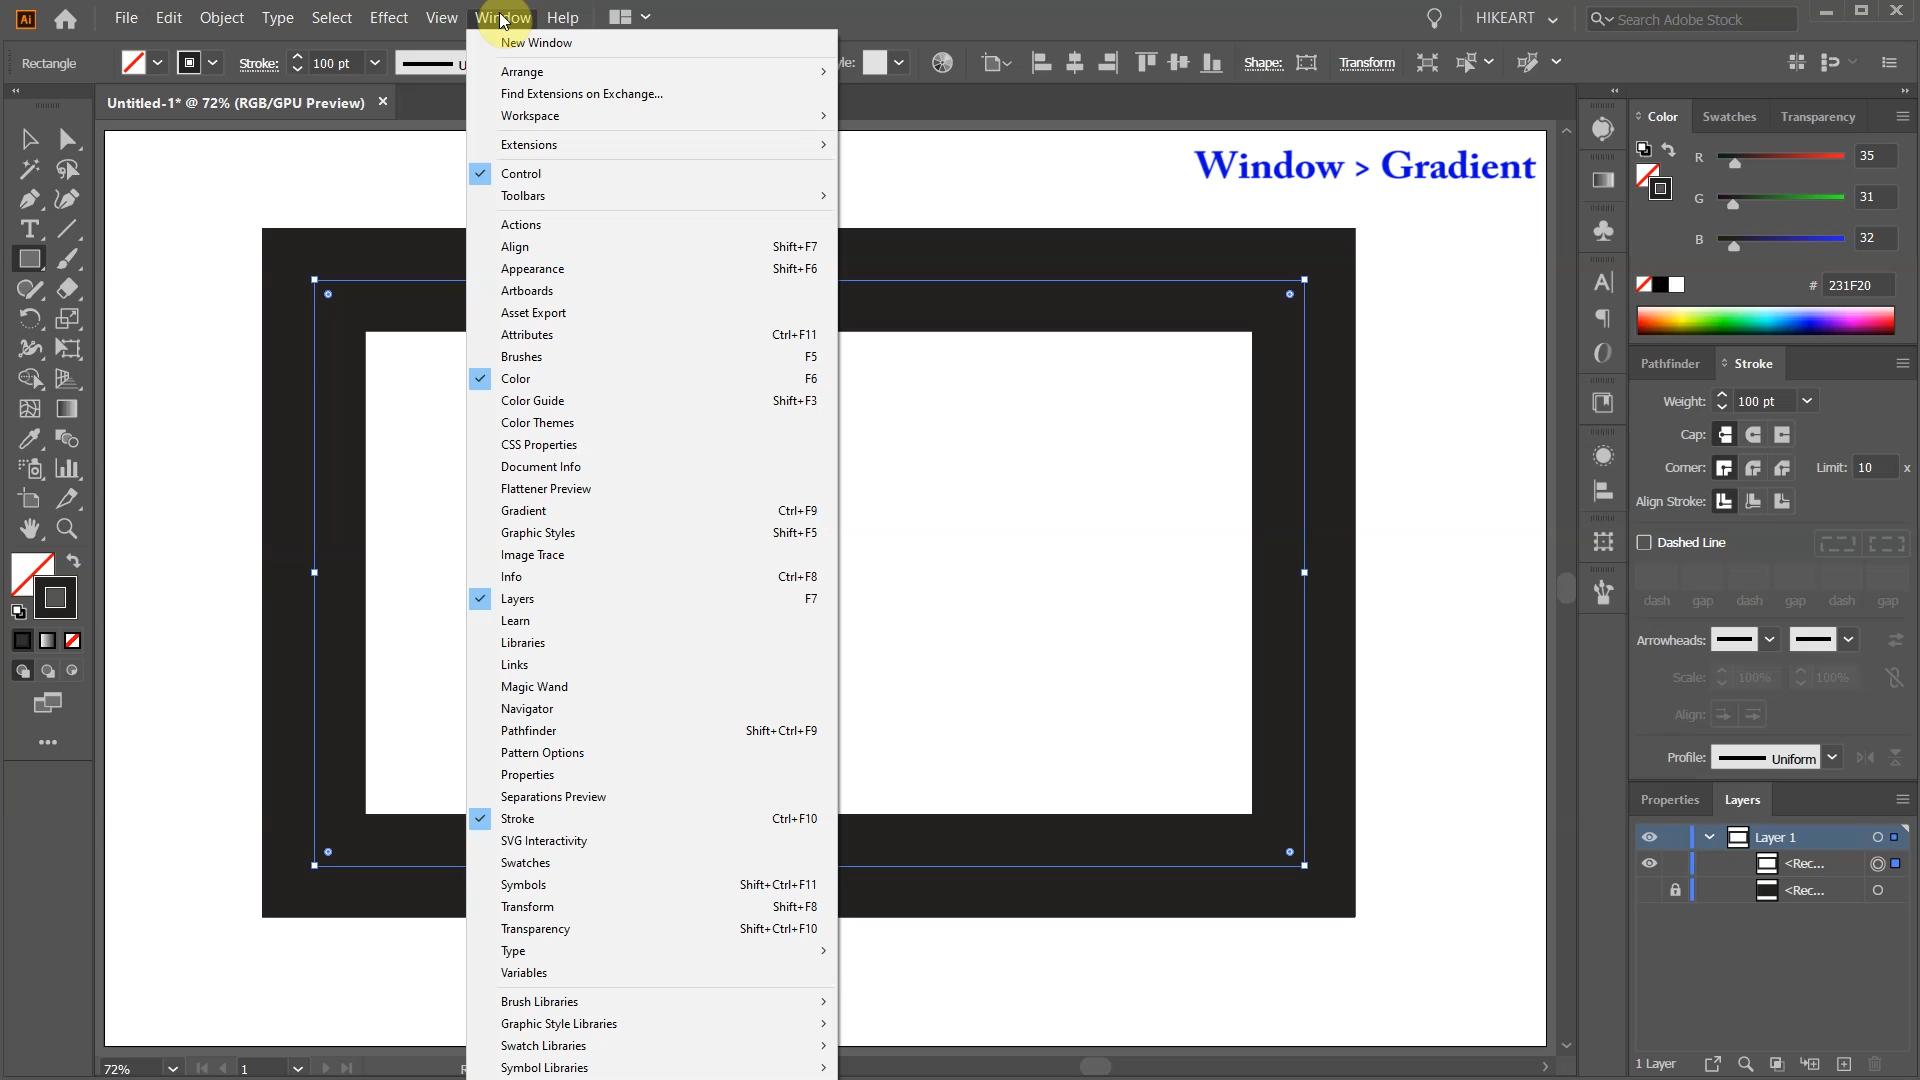 Ai File Edit Object Type Select Effect View Window Help HIKEART Search Adobe Stock
Rectangle Stroke: 100 pt Shape: Transform
Untitled-1* @ 72% (RGB/GPU Preview)
Window > Gradient
New Window
Arrange
Find Extensions on Exchange...
Workspace
Extensions
Control
Toolbars
Actions
Align Shift+F7
Appearance Shift+F6
Artboards
Asset Export
Attributes Ctrl+F11
Brushes F5
Color F6
Color Guide Shift+F3
Color Themes
CSS Properties
Document Info
Flattener Preview
Gradient Ctrl+F9
Graphic Styles Shift+F5
Image Trace
Info Ctrl+F8
Layers F7
Learn
Libraries
Links
Magic Wand
Navigator
Pathfinder Shift+Ctrl+F9
Pattern Options
Properties
Separations Preview
Stroke Ctrl+F10
SVG Interactivity
Swatches
Symbols Shift+Ctrl+F11
Transform Shift+F8
Transparency Shift+Ctrl+F10
Type
Variables
Brush Libraries
Graphic Style Libraries
Swatch Libraries
Symbol Libraries
Color Swatches Transparency
R 35
G 31
B 32
# 231F20
Pathfinder Stroke
Weight: 100 pt
Cap:
Corner: Limit: 10 x
Align Stroke:
Dashed Line
dash gap dash gap dash gap
Arrowheads:
Scale: 100% 100%
Align:
Profile: Uniform
Properties Layers
Layer 1
<Rec...
<Rec...
1 Layer
72% 1